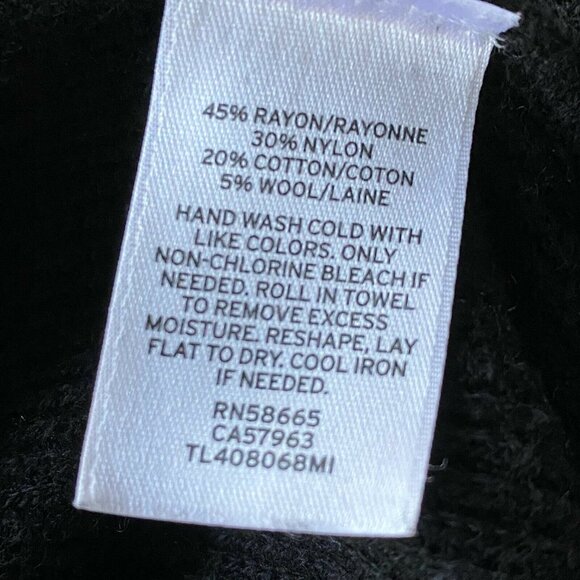 45% RAYON/RAYONNE
30% NYLON
20% COTTON/COTON
5% WOOL/LAINE
HAND WASH COLD WITH
LIKE COLORS. ONLY
NON-CHLORINE BLEACH IF
NEEDED. ROLL IN TOWEL
TO REMOVE EXCESS
MOISTURE. RESHAPE, LAY
FLAT TO DRY. COOL IRON
IF NEEDED.
RN58665
CA57963
TL408068MI